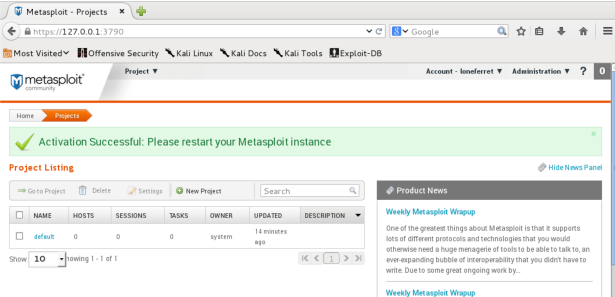 Metasploit - Projects
https://127.0.0.1:3790
Google
Most Visited Offensive Security Kali Linux Kali Docs Kali Tools Exploit-DB
metasploit
community
Project
Account - loneferret Administration ? 0
Home Projects
Activation Successful: Please restart your Metasploit instance
Project Listing
Hide News Panel
Go to Project Delete Settings New Project Search
NAME HOSTS SESSIONS TASKS OWNER UPDATED DESCRIPTION
default 0 0 0 system 14 minutes
ago
Show 10 howing 1 - 1 of 1
1
Product News
Weekly Metasploit Wrapup
One of the greatest things about Metasploit is that it supports
lots of different protocols and technologies that you would
otherwise need a huge menagerie of tools to be able to talk to, an
ever-expanding bubble of interoperability that you didn't have to
write. Due to some great ongoing work by...
Weekly Metasploit Wrapup